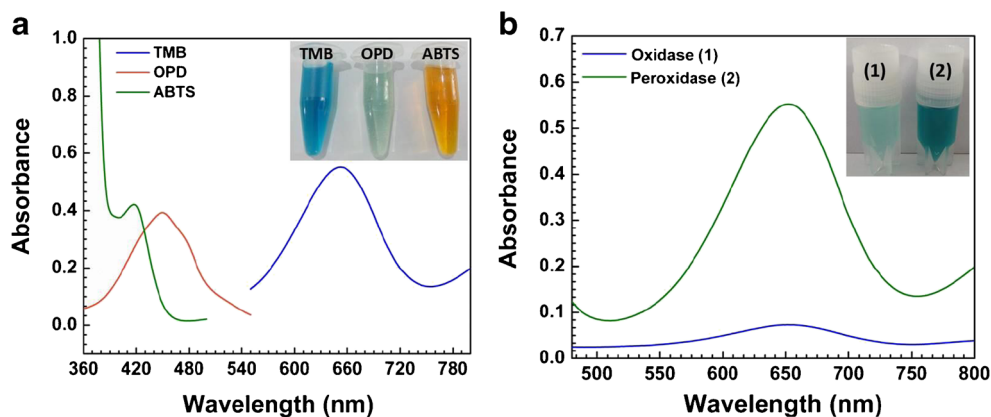 a
TMB
OPD
ABTS
TMB OPD ABTS
1.0
0.8
0.6
0.4
0.2
0.0
Absorbance
360 420 480 540 600 660 720 780
Wavelength (nm)
b
Oxidase (1)
Peroxidase (2)
(1) (2)
0.7
0.6
0.5
0.4
0.3
0.2
0.1
0.0
Absorbance
500 550 600 650 700 750 800
Wavelength (nm)